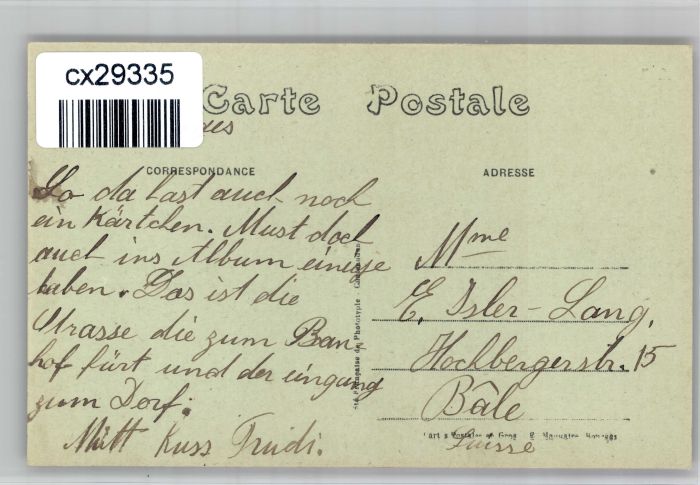 cx29335
Carte Postale
CORRESPONDANCE
ADRESSE
So da hast auch noch
ein Kärtchen. Must doch
auch ins Album einige
haben. Das ist die
Strasse die zum Ban-
hof fürt und der eingang
zum Dorf.
Mütt Kuss Trudi.
Mme
E. Isler-Lang,
Hochbergerstr. 15
Bâle
Suisse